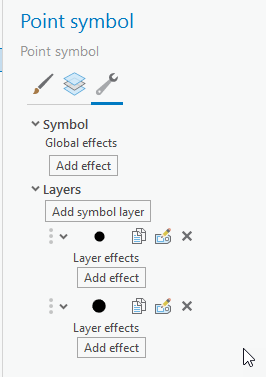 Point symbol
Point symbol
Symbol
Global effects
Add effect
Layers
Add symbol layer
Layer effects
Add effect
Layer effects
Add effect